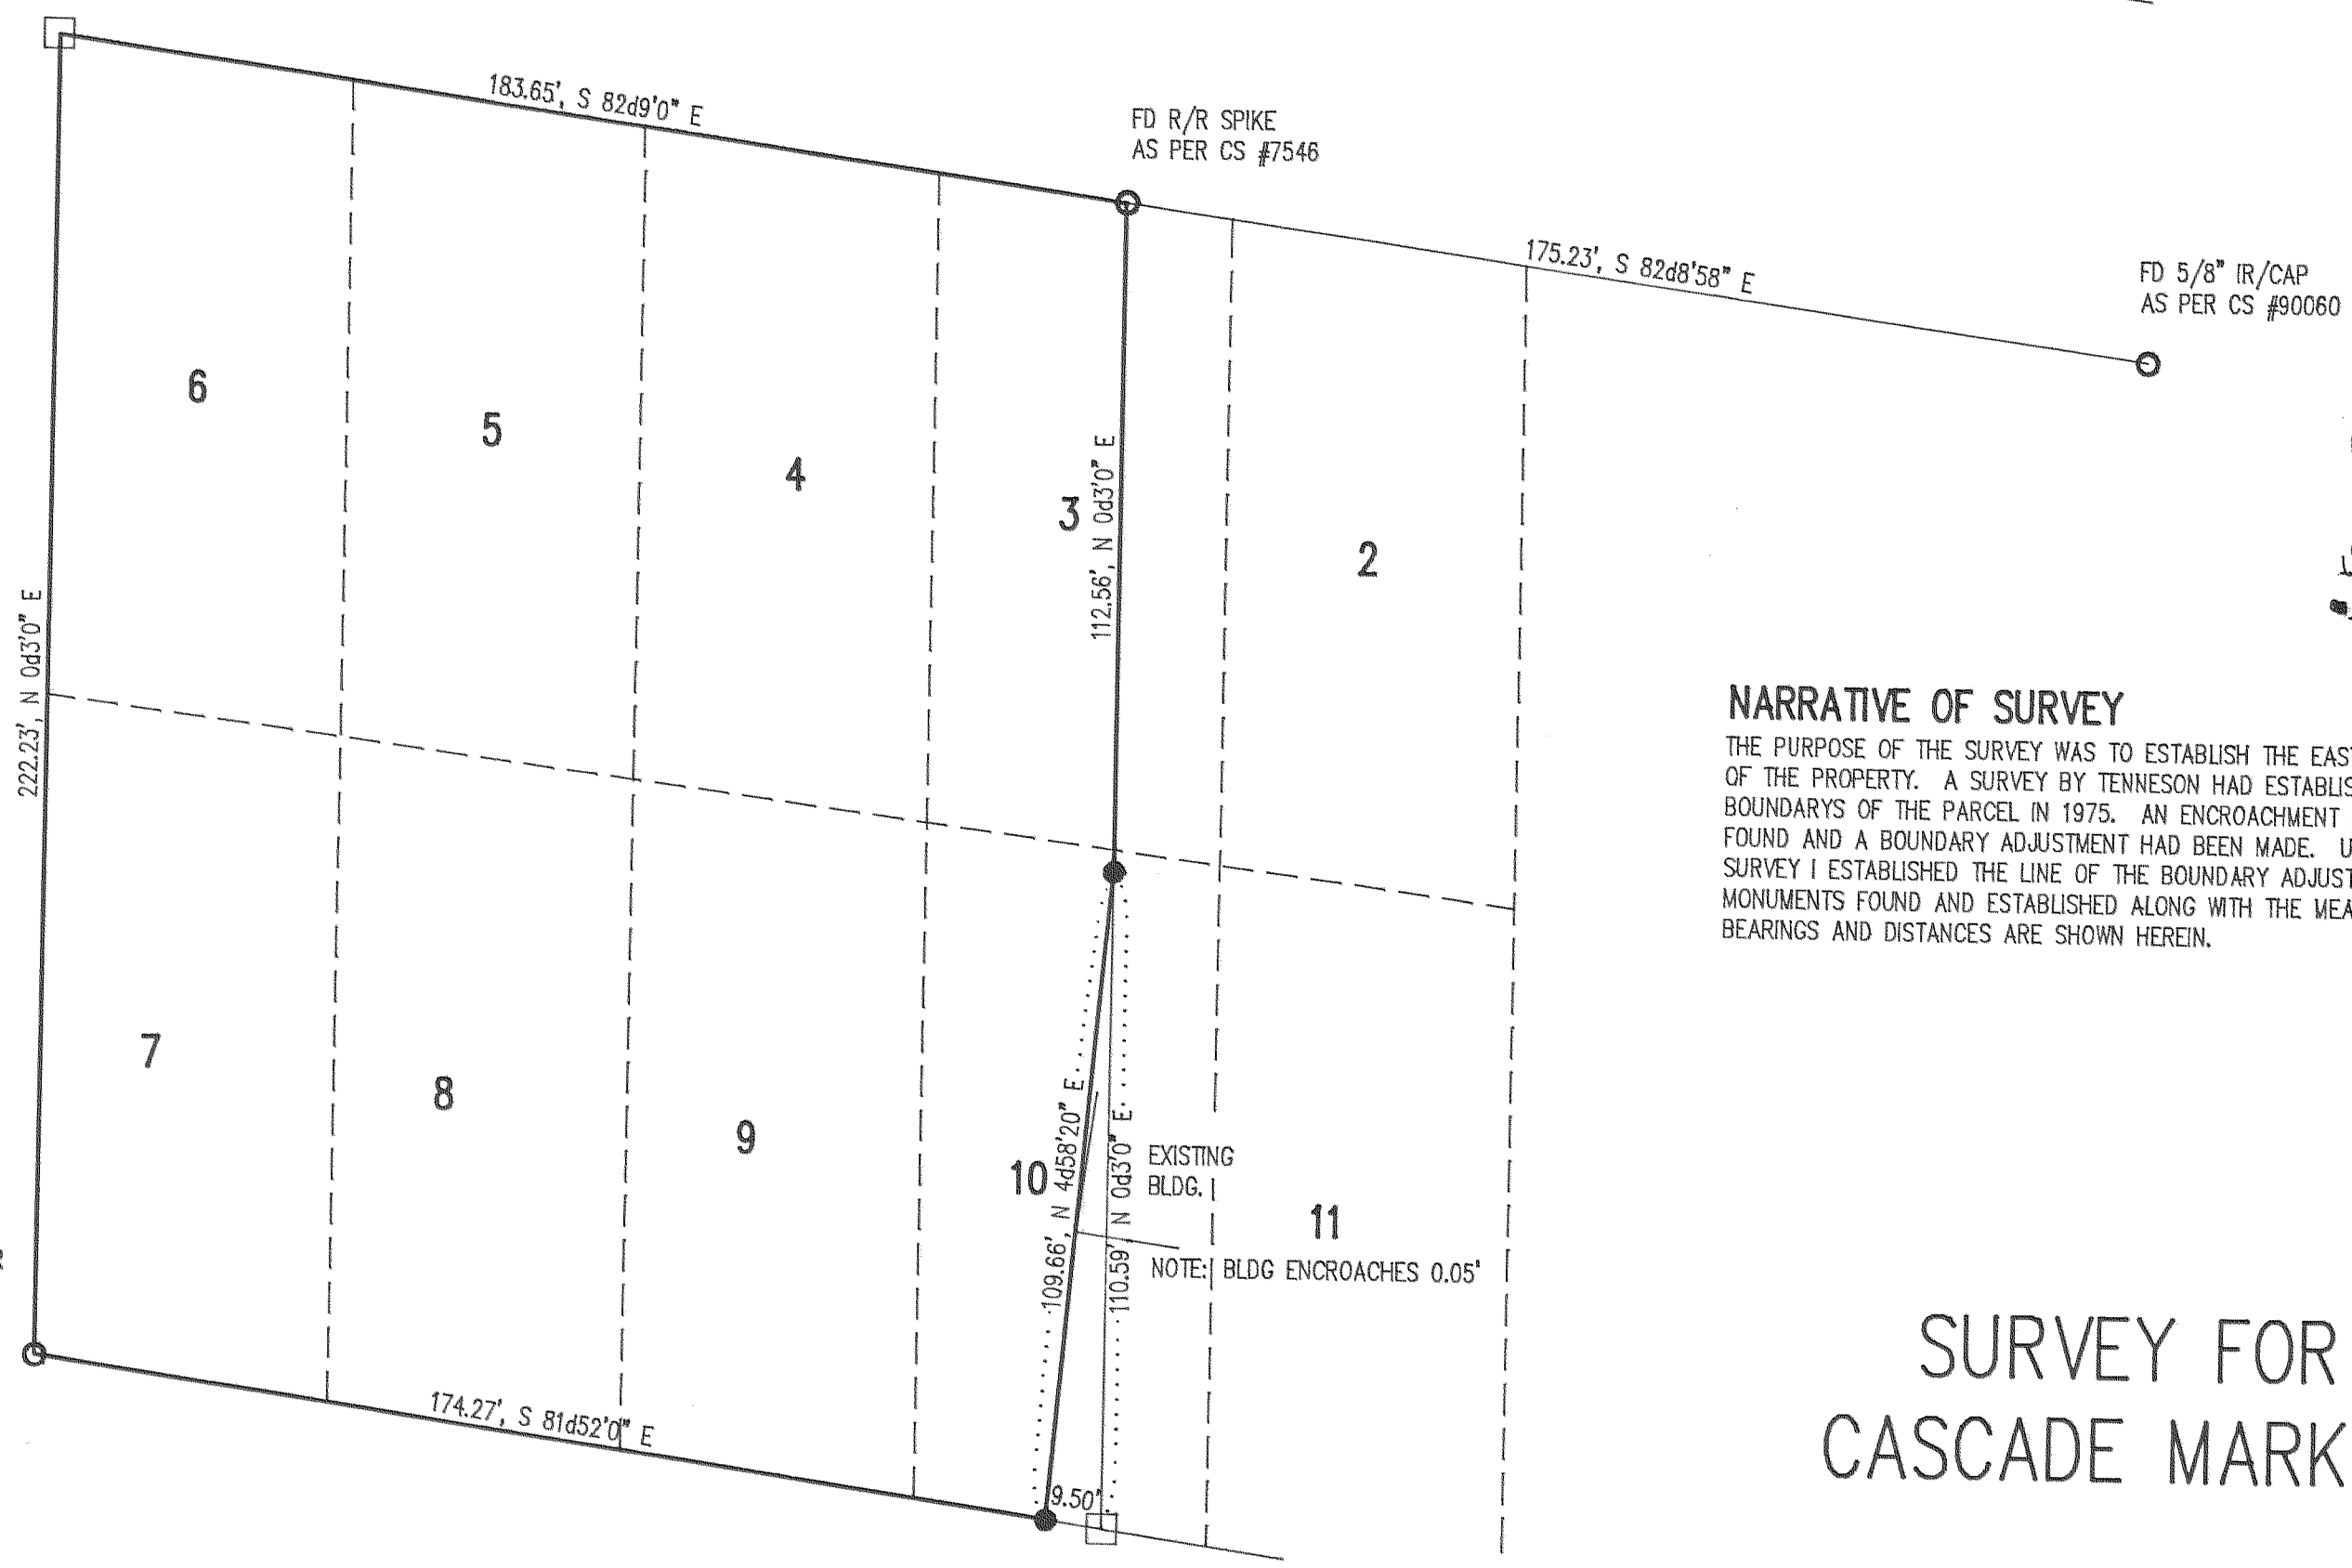 183.65', S 82d9'0" E
FD R/R SPIKE
AS PER CS #7546
175.23', S 82d8'58" E
FD 5/8" IR/CAP
AS PER CS #90060
6
5
4
3
112.56', N 0d3'0" E
2
222.23', N 0d3'0" E
NARRATIVE OF SURVEY
THE PURPOSE OF THE SURVEY WAS TO ESTABLISH THE EAST
OF THE PROPERTY. A SURVEY BY TENNESON HAD ESTABLIS
BOUNDARYS OF THE PARCEL IN 1975. AN ENCROACHMENT
FOUND AND A BOUNDARY ADJUSTMENT HAD BEEN MADE. U
SURVEY I ESTABLISHED THE LINE OF THE BOUNDARY ADJUST
MONUMENTS FOUND AND ESTABLISHED ALONG WITH THE MEA
BEARINGS AND DISTANCES ARE SHOWN HEREIN.
7
8
9
10
109.66', N 4d58'20" E
110.59', N 0d3'0" E
EXISTING
BLDG.
11
NOTE: BLDG ENCROACHES 0.05'
174.27', S 81d52'0" E
9.50'
SURVEY FOR
CASCADE MARK